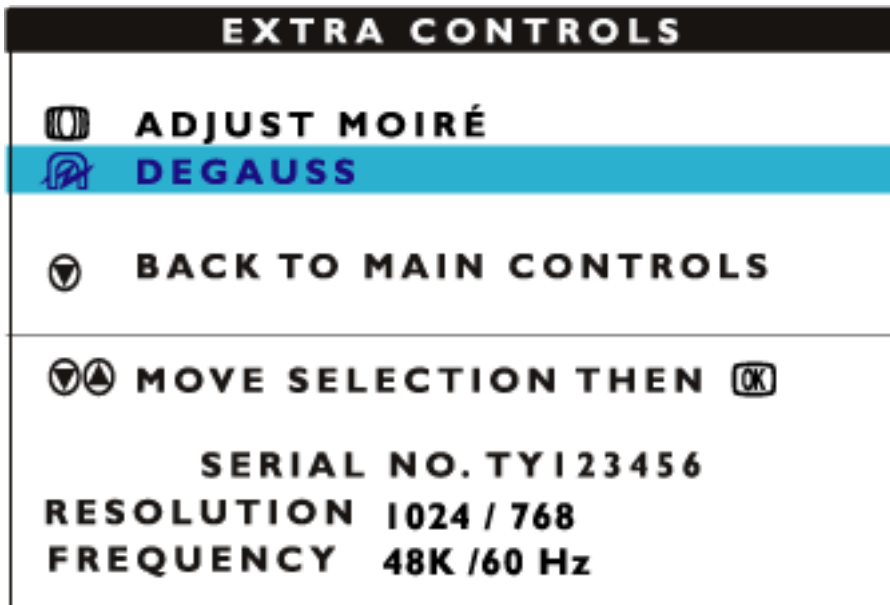 EXTRA CONTROLS
ADJUST MOIRÉ
DEGAUSS
BACK TO MAIN CONTROLS
MOVE SELECTION THEN OK
SERIAL NO. TY123456
RESOLUTION 1024 / 768
FREQUENCY 48K /60 Hz